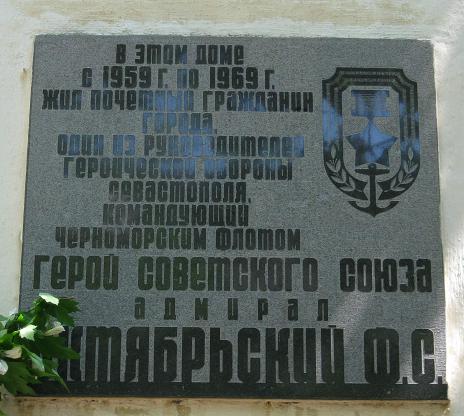 В ЭТОМ ДОМЕ
С 1959 Г. ПО 1969 Г.
ЖИЛ ПОЧЕТНЫЙ ГРАЖДАНИН
ГОРОДА,
ОДИН ИЗ РУКОВОДИТЕЛЕЙ
ГЕРОИЧЕСКОЙ ОБОРОНЫ
СЕВАСТОПОЛЯ,
КОМАНДУЮЩИЙ
ЧЕРНОМОРСКИМ ФЛОТОМ
ГЕРОЙ СОВЕТСКОГО СОЮЗА
АДМИРАЛ
ОКТЯБРЬСКИЙ Ф.С.